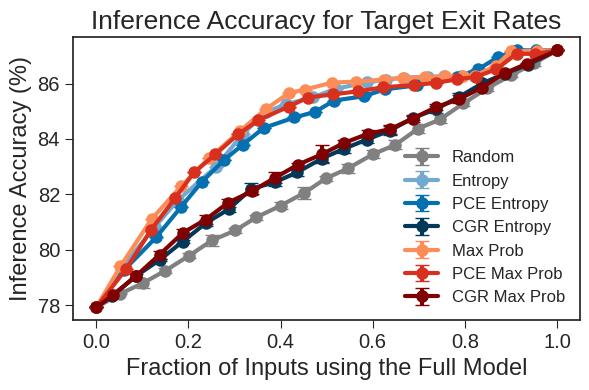 Inference Accuracy for Target Exit Rates
Inference Accuracy (%)
86
84
82
80
78
Random
Entropy
PCE Entropy
CGR Entropy
Max Prob
PCE Max Prob
CGR Max Prob
0.0 0.2 0.4 0.6 0.8 1.0
Fraction of Inputs using the Full Model